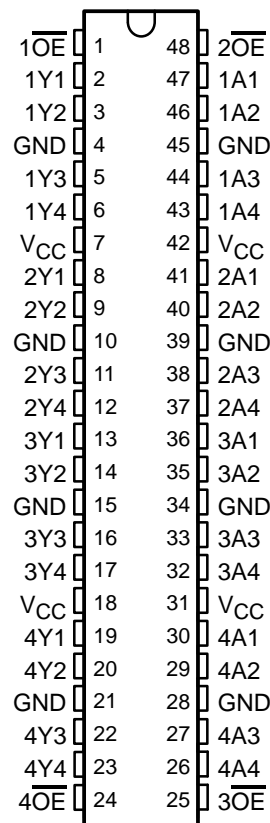 1O̅E̅ 1 48 2O̅E̅
1Y1 2 47 1A1
1Y2 3 46 1A2
GND 4 45 GND
1Y3 5 44 1A3
1Y4 6 43 1A4
VCC 7 42 VCC
2Y1 8 41 2A1
2Y2 9 40 2A2
GND 10 39 GND
2Y3 11 38 2A3
2Y4 12 37 2A4
3Y1 13 36 3A1
3Y2 14 35 3A2
GND 15 34 GND
3Y3 16 33 3A3
3Y4 17 32 3A4
VCC 18 31 VCC
4Y1 19 30 4A1
4Y2 20 29 4A2
GND 21 28 GND
4Y3 22 27 4A3
4Y4 23 26 4A4
4O̅E̅ 24 25 3O̅E̅